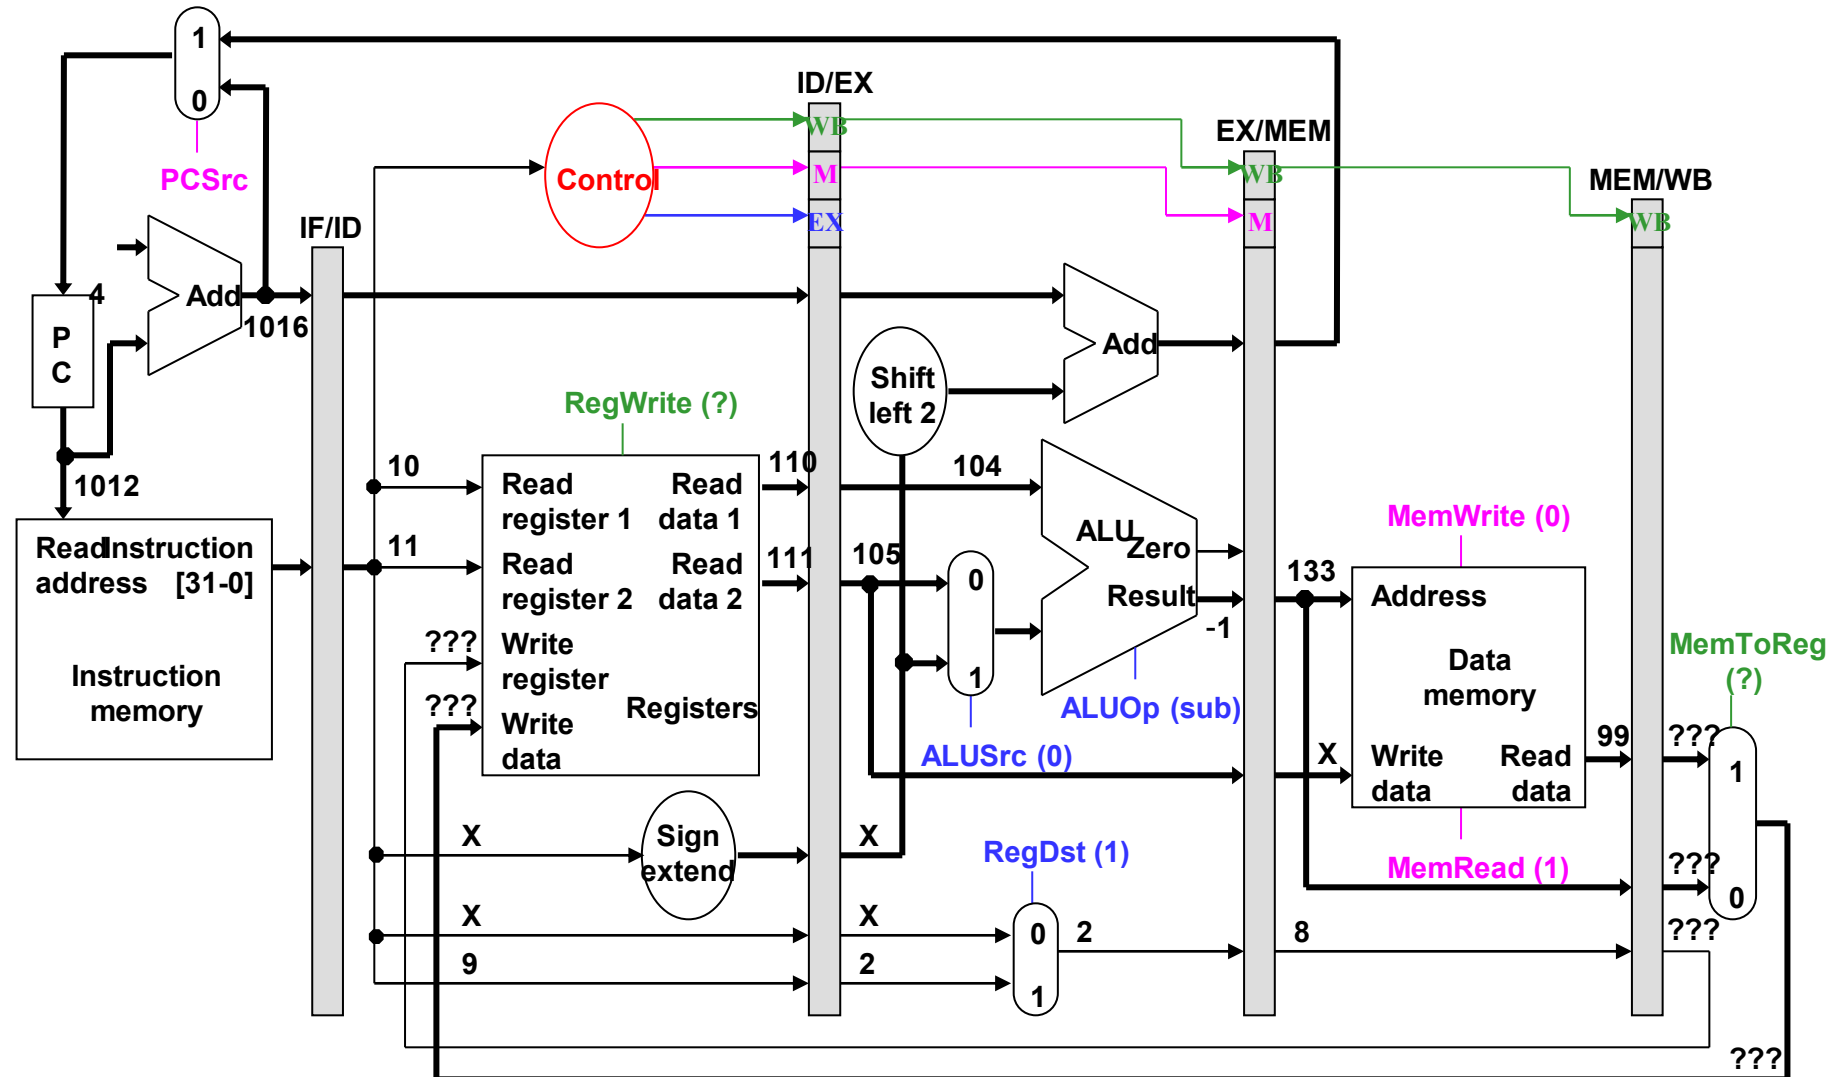 1
0
PCSrc
ID/EX
WB
M
EX
Control
EX/MEM
WB
M
MEM/WB
WB
IF/ID
4
Add
1016
P
C
1012
Add
Shift
left 2
RegWrite (?)
10
Read
register 1
Read
data 1
110
104
11
Read
register 2
Read
data 2
111
105
???
Write
register
???
Write
data
Registers
ALU
Zero
Result
-1
0
1
ALUOp (sub)
ALUSrc (0)
Read
address
Instruction
[31-0]
Instruction
memory
MemWrite (0)
133
Address
Data
memory
X
Write
data
Read
data
99
MemRead (1)
MemToReg
(?)
???
1
???
0
X
Sign
extend
X
RegDst (1)
X
X
0
2
8
???
9
2
1
???